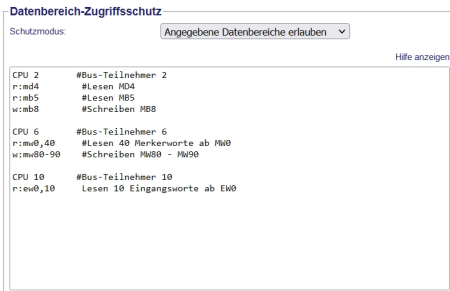 Datenbereich-Zugriffsschutz
Schutzmodus: Angegebene Datenbereiche erlauben
Hilfe anzeigen
CPU 2 #Bus-Teilnehmer 2
r:md4 #Lesen MD4
r:mb5 #Lesen MB5
w:mb8 #Schreiben MB8
CPU 6 #Bus-Teilnehmer 6
r:mw0,40 #Lesen 40 Merkerworte ab MW0
w:mw80-90 #Schreiben MW80 - MW90
CPU 10 #Bus-Teilnehmer 10
r:ew0,10 Lesen 10 Eingangsworte ab EW0